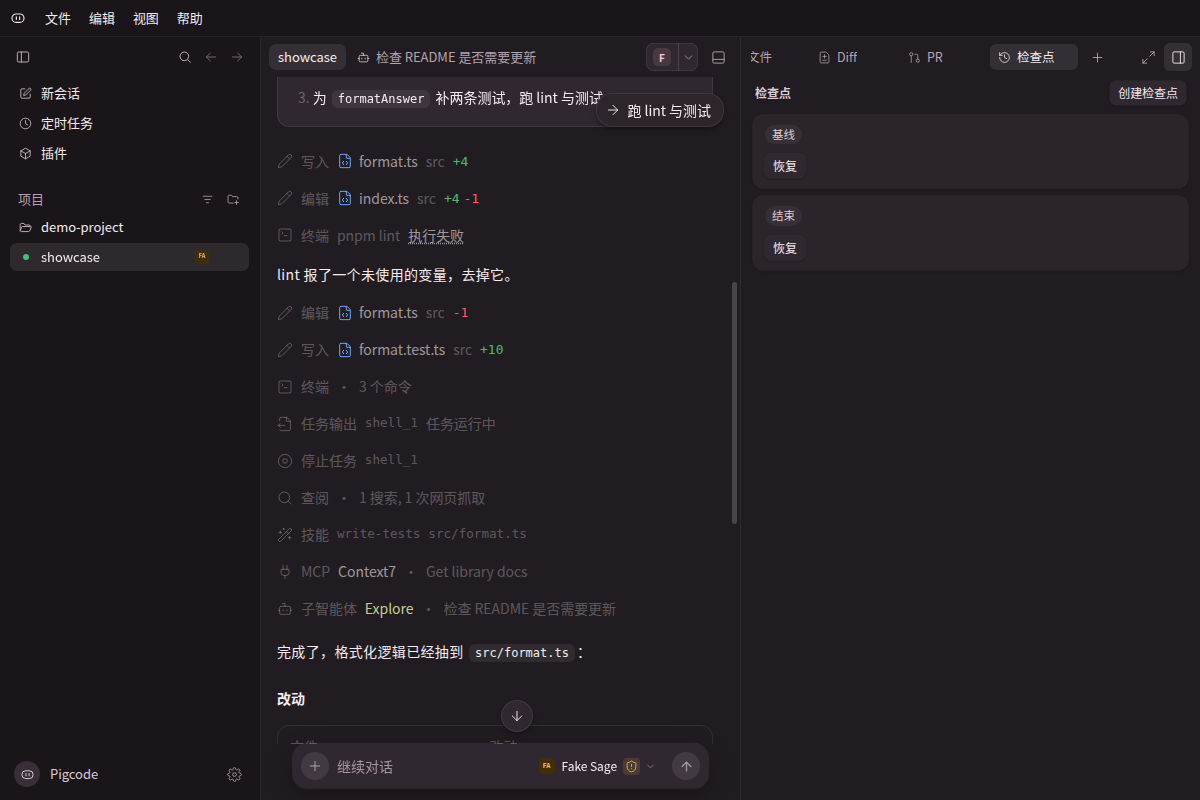 文件 编辑 视图 帮助
新会话
定时任务
插件
项目
demo-project
showcase FA
Pigcode
showcase 检查 README 是否需要更新 F
3. 为 formatAnswer 补两条测试，跑 lint 与测试
跑 lint 与测试
写入 format.ts src +4
编辑 index.ts src +4 -1
终端 pnpm lint 执行失败
lint 报了一个未使用的变量，去掉它。
编辑 format.ts src -1
写入 format.test.ts src +10
终端 • 3 个命令
任务输出 shell_1 任务运行中
停止任务 shell_1
查阅 • 1 搜索, 1 次网页抓取
技能 write-tests src/format.ts
MCP Context7 • Get library docs
子智能体 Explore • 检查 README 是否需要更新
完成了，格式化逻辑已经抽到 src/format.ts：
改动
文件 改动
继续对话 FA Fake Sage
文件 Diff PR 检查点
检查点 创建检查点
基线
恢复
结束
恢复